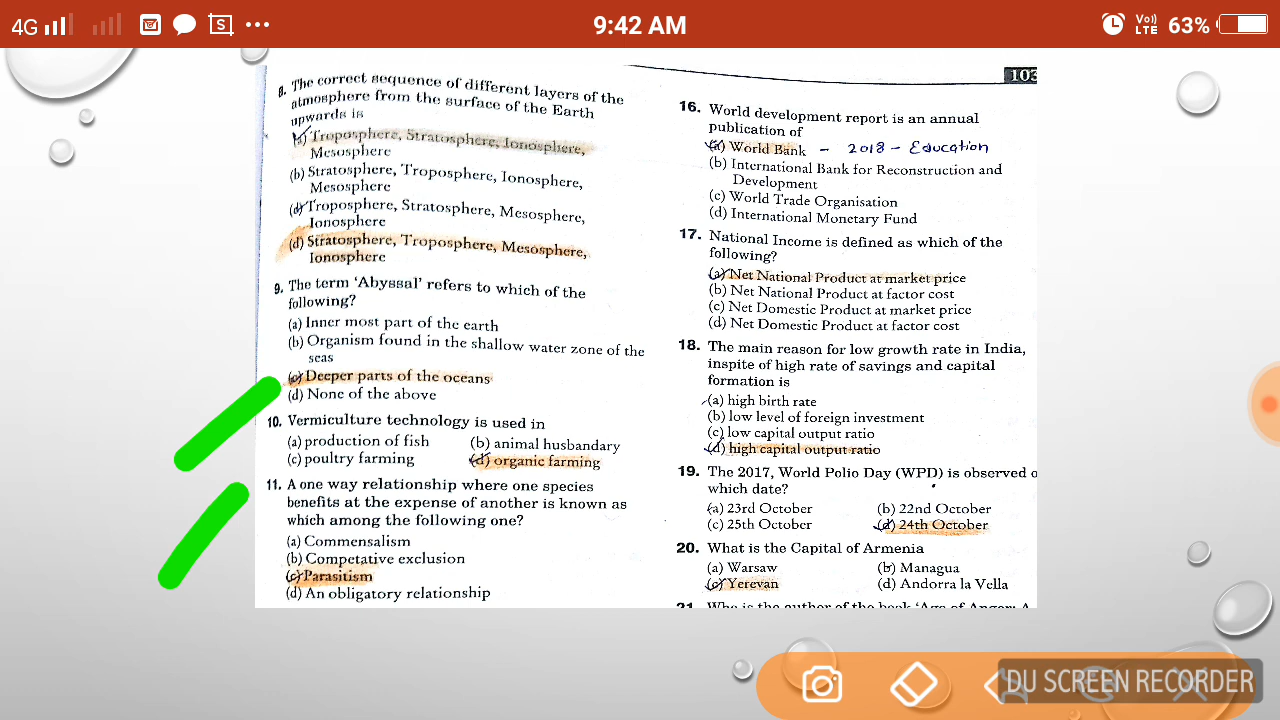 4G
9:42 AM
Vo))
LTE
63%
103
8. The correct sequence of different layers of the
atmosphere from the surface of the Earth
upwards is
(a) Troposphere, Stratosphere, Ionosphere,
Mesosphere
(b) Stratosphere, Troposphere, Ionosphere,
Mesosphere
(c) Troposphere, Stratosphere, Mesosphere,
Ionosphere
(d) Stratosphere, Troposphere, Mesosphere,
Ionosphere
9. The term 'Abyssal' refers to which of the
following?
(a) Inner most part of the earth
(b) Organism found in the shallow water zone of the
seas
(c) Deeper parts of the oceans
(d) None of the above
10. Vermiculture technology is used in
(a) production of fish (b) animal husbandary
(c) poultry farming (d) organic farming
11. A one way relationship where one species
benefits at the expense of another is known as
which among the following one?
(a) Commensalism
(b) Competative exclusion
(c) Parasitism
(d) An obligatory relationship
16. World development report is an annual
publication of
(a) World Bank - 2018 - Education
(b) International Bank for Reconstruction and
Development
(c) World Trade Organisation
(d) International Monetary Fund
17. National Income is defined as which of the
following?
(a) Net National Product at market price
(b) Net National Product at factor cost
(c) Net Domestic Product at market price
(d) Net Domestic Product at factor cost
18. The main reason for low growth rate in India,
inspite of high rate of savings and capital
formation is
(a) high birth rate
(b) low level of foreign investment
(c) low capital output ratio
(d) high capital output ratio
19. The 2017, World Polio Day (WPD) is observed o
which date?
(a) 23rd October (b) 22nd October
(c) 25th October (d) 24th October
20. What is the Capital of Armenia
(a) Warsaw (b) Managua
(c) Yerevan (d) Andorra la Vella
21. Who is the author of the book 'Age of Anger: A
DU SCREEN RECORDER